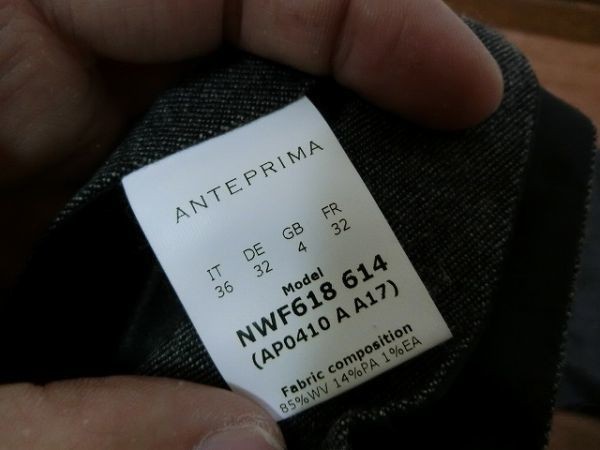 ANTEPRIMA
IT DE GB FR
36 32 4 32
Model
NWF618 614
(AP0410 A A17)
Fabric composition
85%WV 14%PA 1%EA